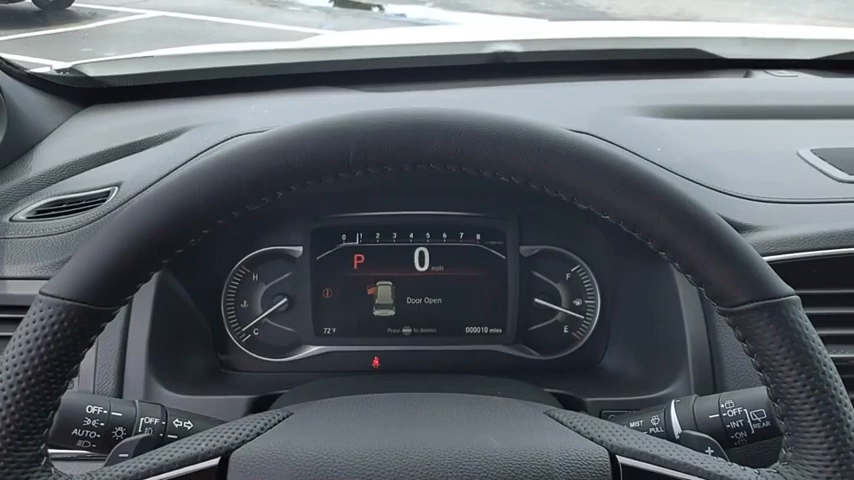 0 1 2 3 4 5 6 7 8
P 0 mph
H
F
Door Open
C
E
72°F
Press to dismiss
000010 miles
OFF
AUTO
OFF
MIST
PULL
OFF
INT
ON
REAR